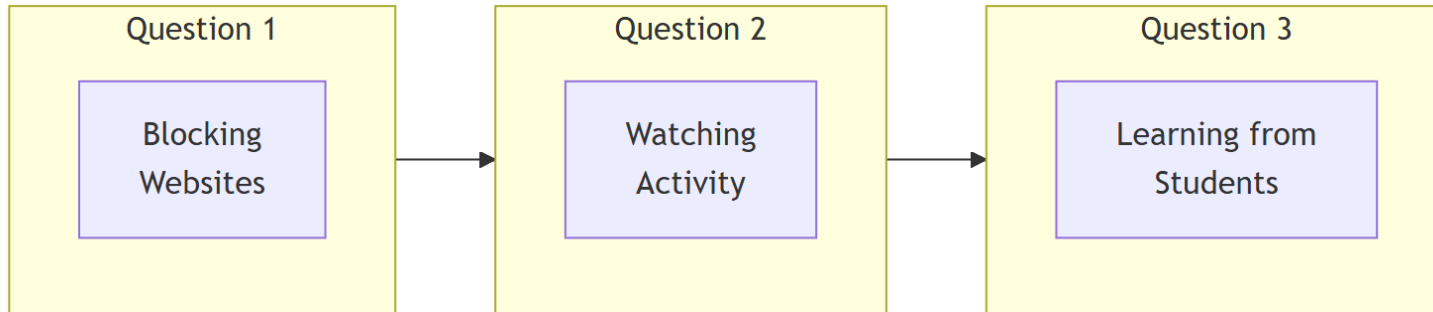 Question 1
Blocking
Websites
Question 2
Watching
Activity
Question 3
Learning from
Students